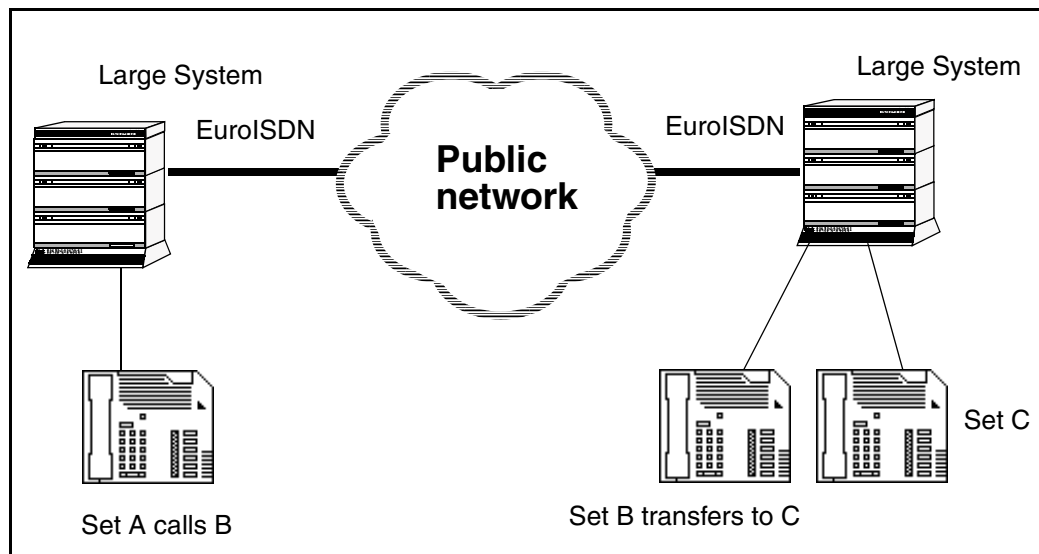 Large System
Large System
EuroISDN
EuroISDN
Public
network
Set C
Set A calls B
Set B transfers to C